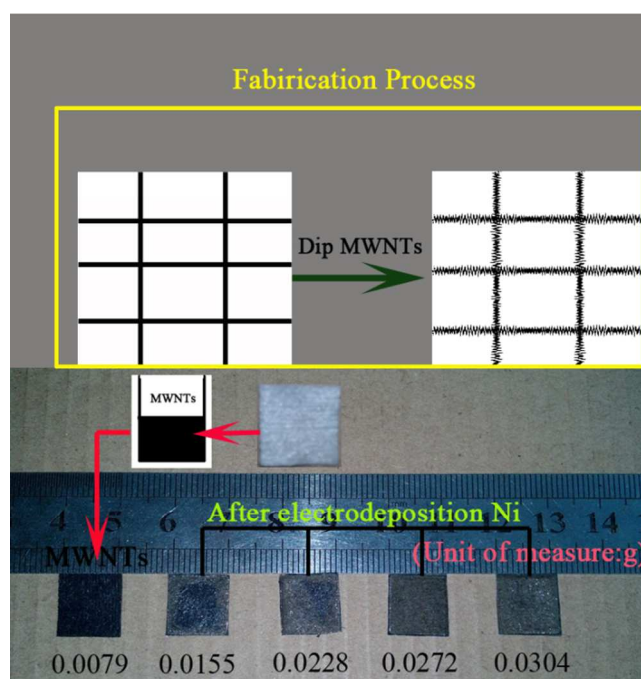 Fabirication Process
Dip MWNTs
MWNTs
4 5 6 7 8 9 10 11 12 13 14
After electrodeposition Ni
MWNTs
(Unit of measure:g)
0.0079 0.0155 0.0228 0.0272 0.0304